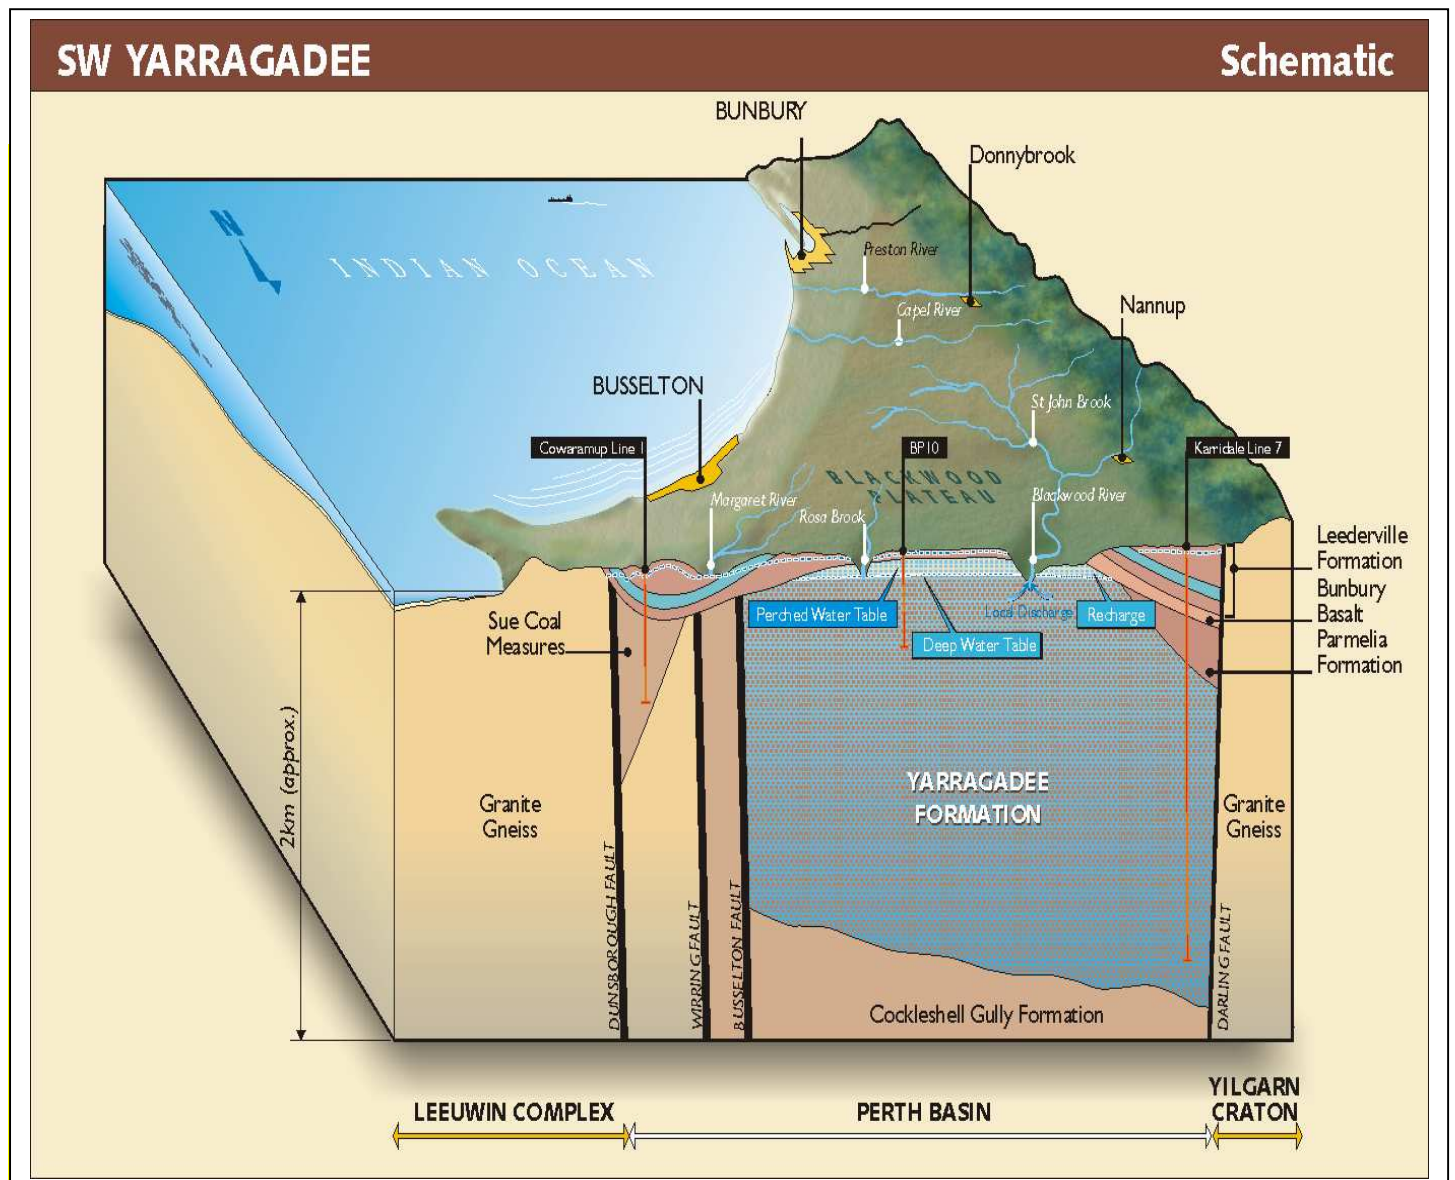 SW YARRAGADEE
Schematic
BUNBURY
Donnybrook
N
INDIAN OCEAN
Preston River
Capel River
Nannup
BUSSELTON
St John Brook
Cowaramup Line 1
BP10
Karridale Line 7
BLACKWOOD
PLATEAU
Margaret River
Blackwood River
Rosa Brook
Leederville
Formation
Bunbury
Basalt
Parmelia
Formation
Sue Coal
Measures
Perched Water Table
Local Discharge
Recharge
Deep Water Table
2km (approx.)
YARRAGADEE
FORMATION
Granite
Gneiss
Granite
Gneiss
DUNSBOROUGH FAULT
WIRRING FAULT
BUSSELTON FAULT
DARLING FAULT
Cockleshell Gully Formation
LEEUWIN COMPLEX
PERTH BASIN
YILGARN
CRATON